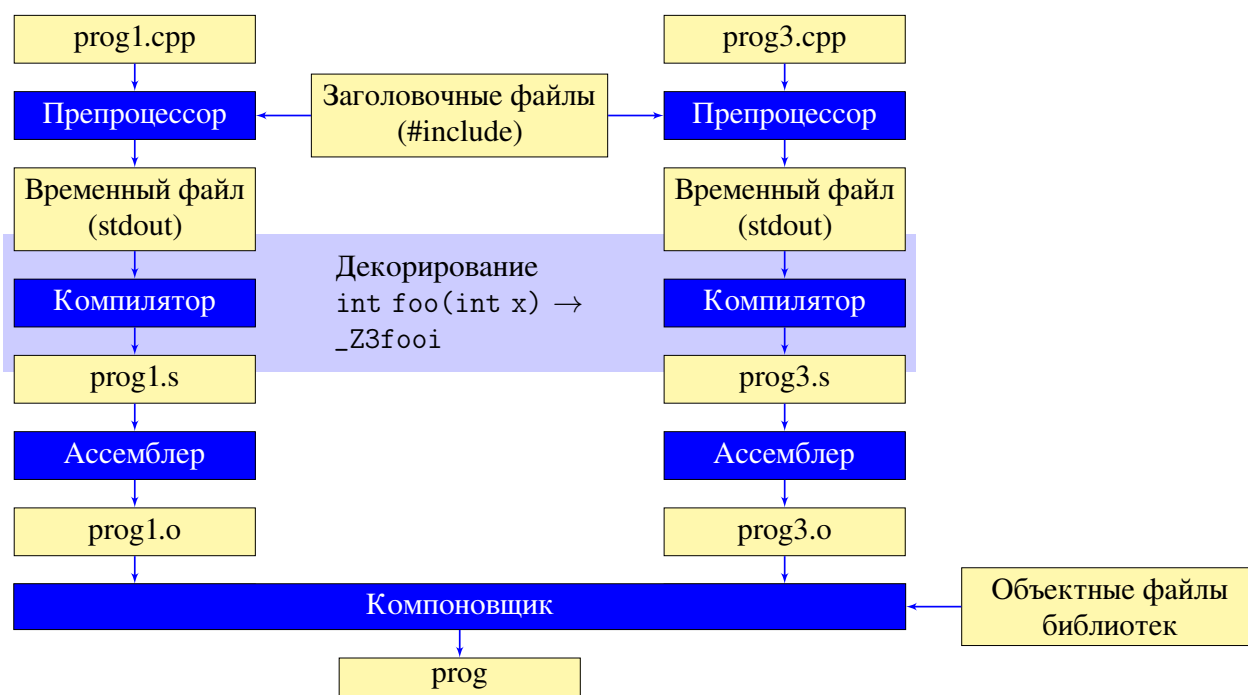 prog1.cpp
prog3.cpp
Препроцессор
Заголовочные файлы
(#include)
Препроцессор
Временный файл
(stdout)
Временный файл
(stdout)
Компилятор
Декорирование
int foo(int x) →
_Z3fooi
Компилятор
prog1.s
prog3.s
Ассемблер
Ассемблер
prog1.o
prog3.o
Компоновщик
Объектные файлы
библиотек
prog